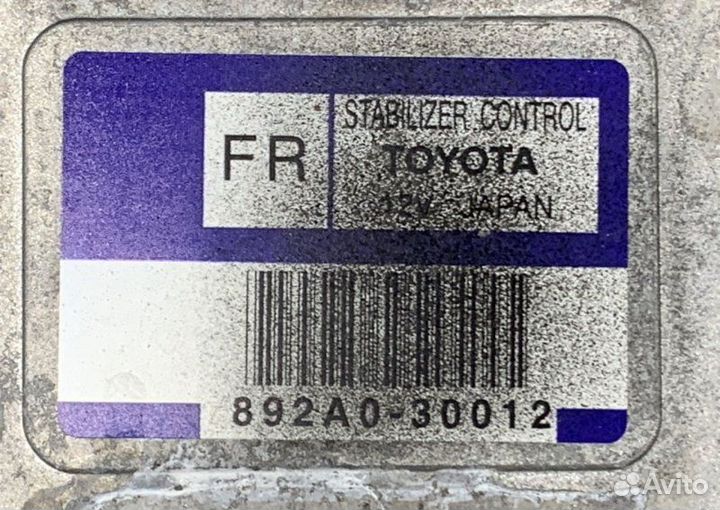 FR
STABILIZER CONTROL
TOYOTA
12V JAPAN
892A0-30012
Avito